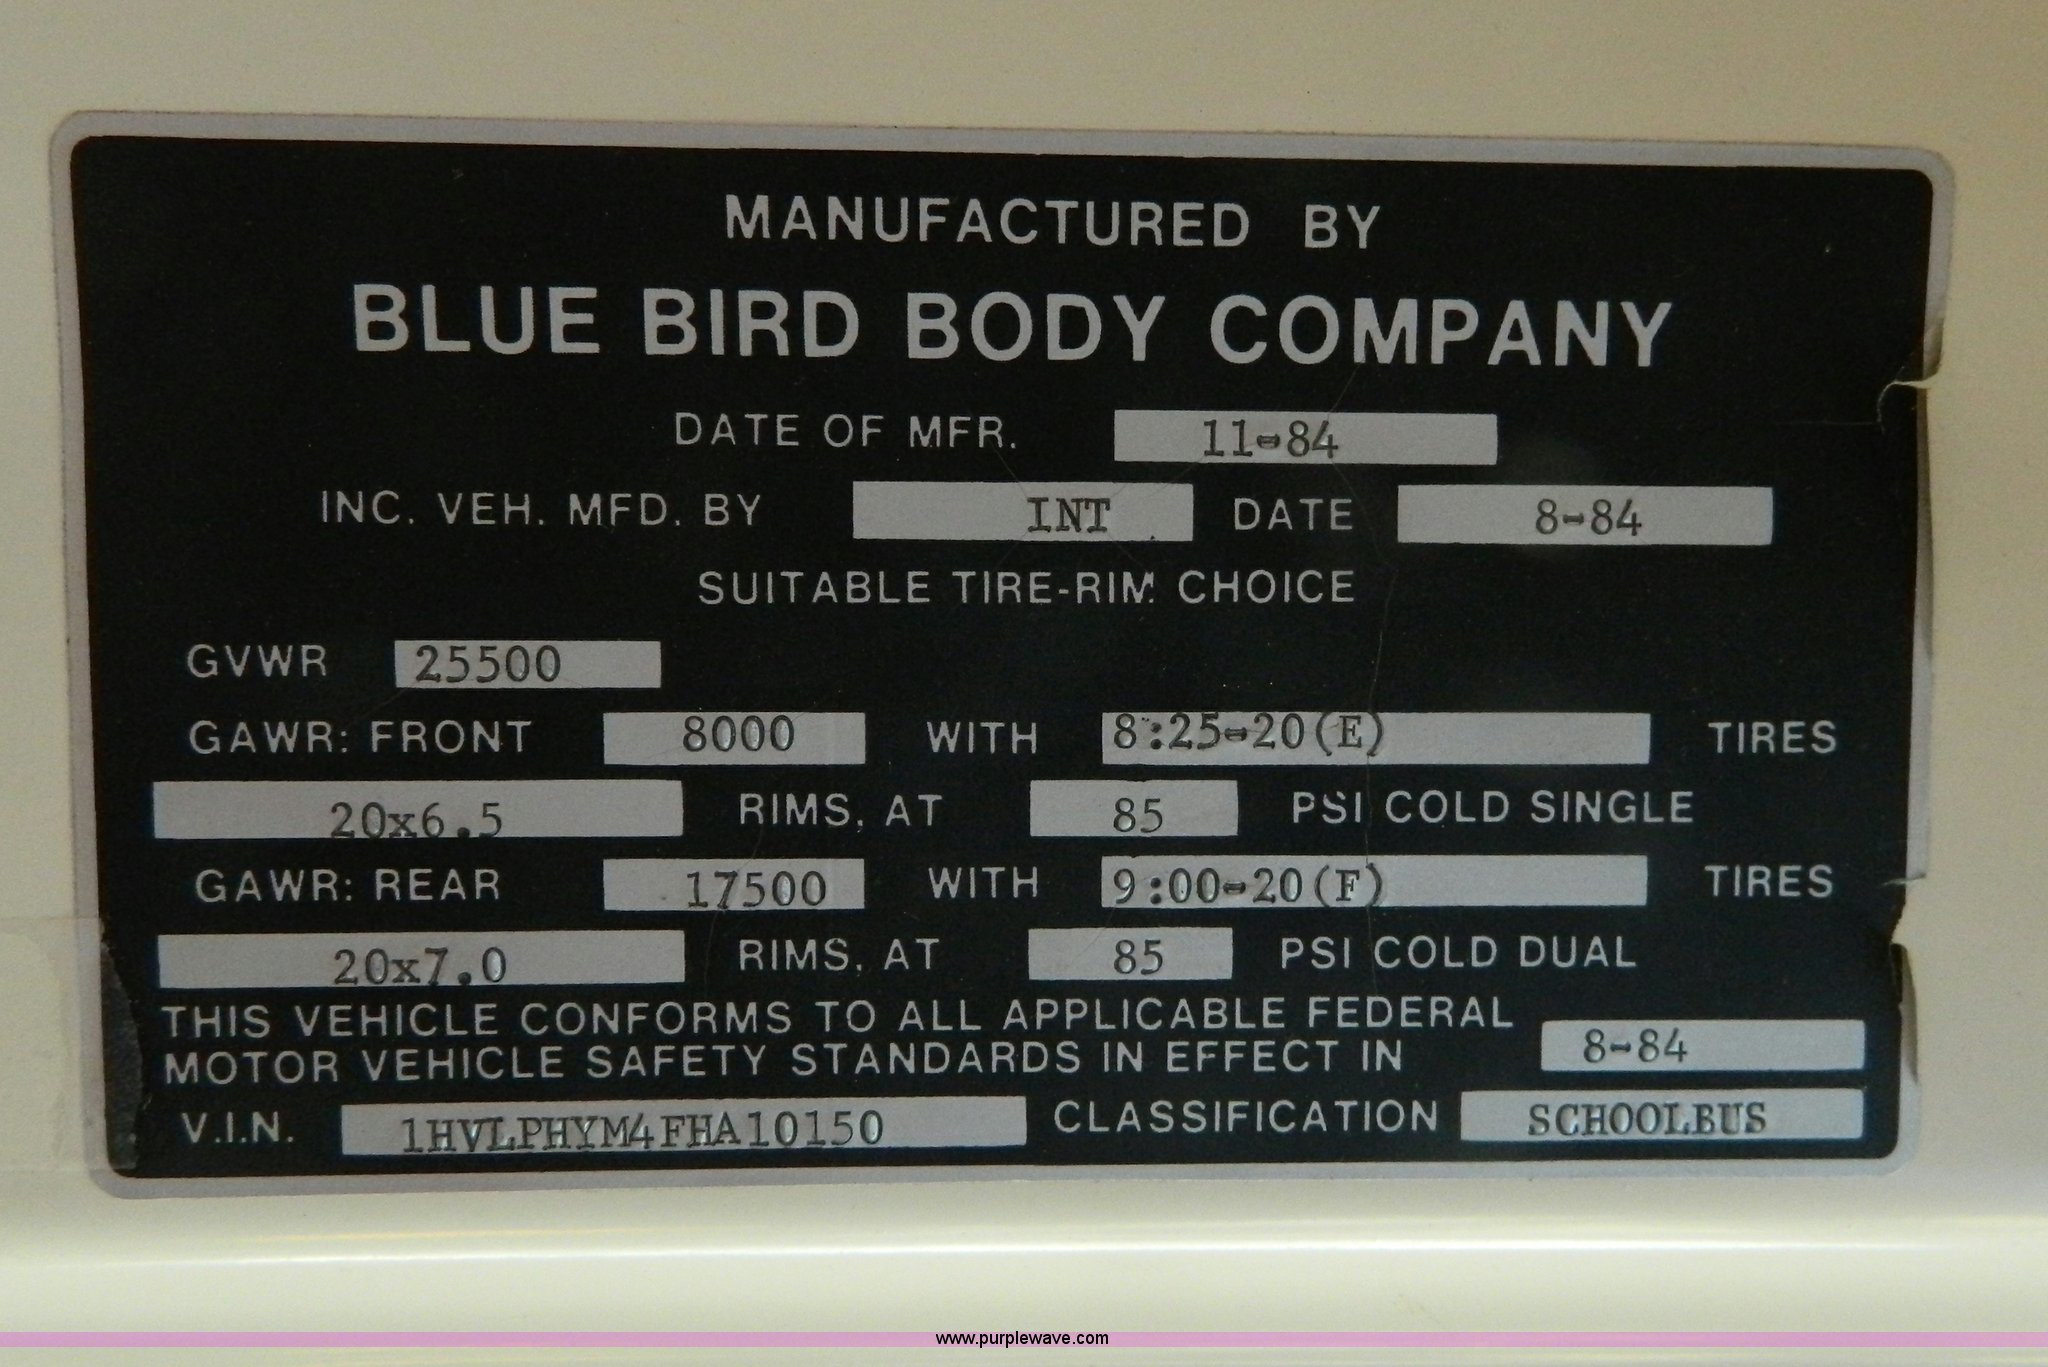 MANUFACTURED BY
BLUE BIRD BODY COMPANY
DATE OF MFR. 11-84
INC. VEH. MFD. BY INT DATE 8-84
SUITABLE TIRE-RIM CHOICE
GVWR 25500
GAWR: FRONT 8000 WITH 8:25-20(E) TIRES
20x6.5 RIMS, AT 85 PSI COLD SINGLE
GAWR: REAR 17500 WITH 9:00-20(F) TIRES
20x7.0 RIMS, AT 85 PSI COLD DUAL
THIS VEHICLE CONFORMS TO ALL APPLICABLE FEDERAL
MOTOR VEHICLE SAFETY STANDARDS IN EFFECT IN 8-84
V.I.N. 1HVLPHYM4FHA10150 CLASSIFICATION SCHOOLBUS
www.purplewave.com